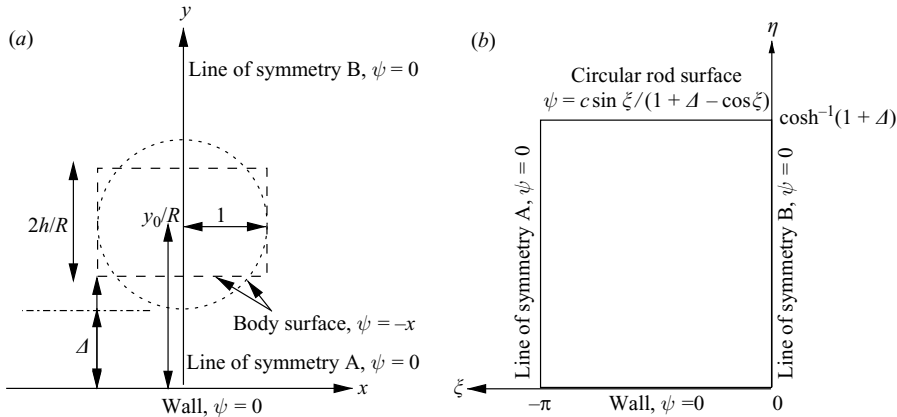 (a)
y
Line of symmetry B, ψ = 0
2h/R
y₀/R
1
Δ
Body surface, ψ = –x
Line of symmetry A, ψ = 0
x
Wall, ψ = 0
(b)
η
Circular rod surface
ψ = c sin ξ /(1 + Δ – cosξ)
cosh⁻¹(1 + Δ)
Line of symmetry A, ψ = 0
Line of symmetry B, ψ = 0
ξ
–π
Wall, ψ =0
0